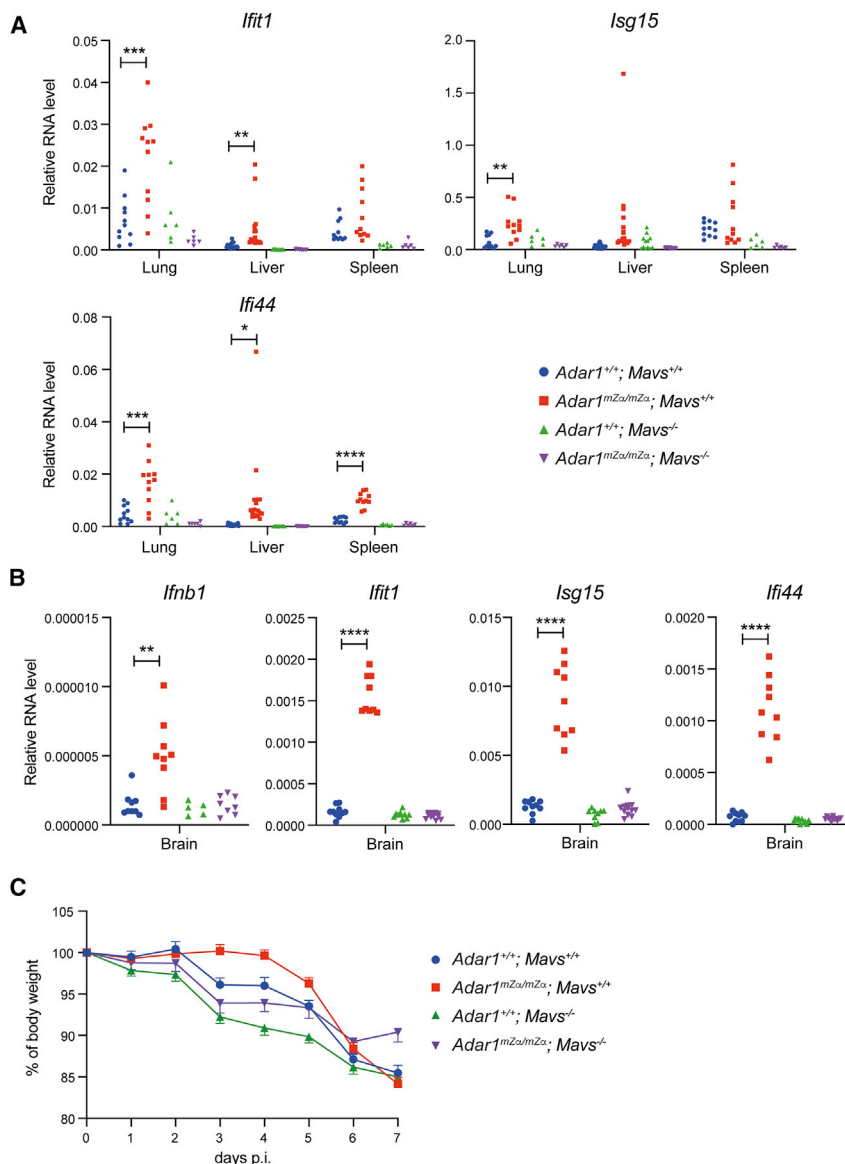 A
Ifit1
Isg15
Relative RNA level
0.05
0.04
0.03
0.02
0.01
0.00
***
**
Lung Liver Spleen
2.0
1.5
1.0
0.5
0.0
**
Lung Liver Spleen
Ifi44
Relative RNA level
0.08
0.06
0.04
0.02
0.00
***
*
****
Lung Liver Spleen
Adar1+/+; Mavs+/+
Adar1mZα/mZα; Mavs+/+
Adar1+/+; Mavs-/-
Adar1mZα/mZα; Mavs-/-
B
Ifnb1
Ifit1
Isg15
Ifi44
Relative RNA level
0.000015
0.000010
0.000005
0.000000
**
Brain
0.0025
0.0020
0.0015
0.0010
0.0005
0.0000
****
Brain
0.015
0.010
0.005
0.000
****
Brain
0.0020
0.0015
0.0010
0.0005
0.0000
****
Brain
C
% of body weight
105
100
95
90
85
80
0 1 2 3 4 5 6 7
days p.i.
Adar1+/+; Mavs+/+
Adar1mZα/mZα; Mavs+/+
Adar1+/+; Mavs-/-
Adar1mZα/mZα; Mavs-/-